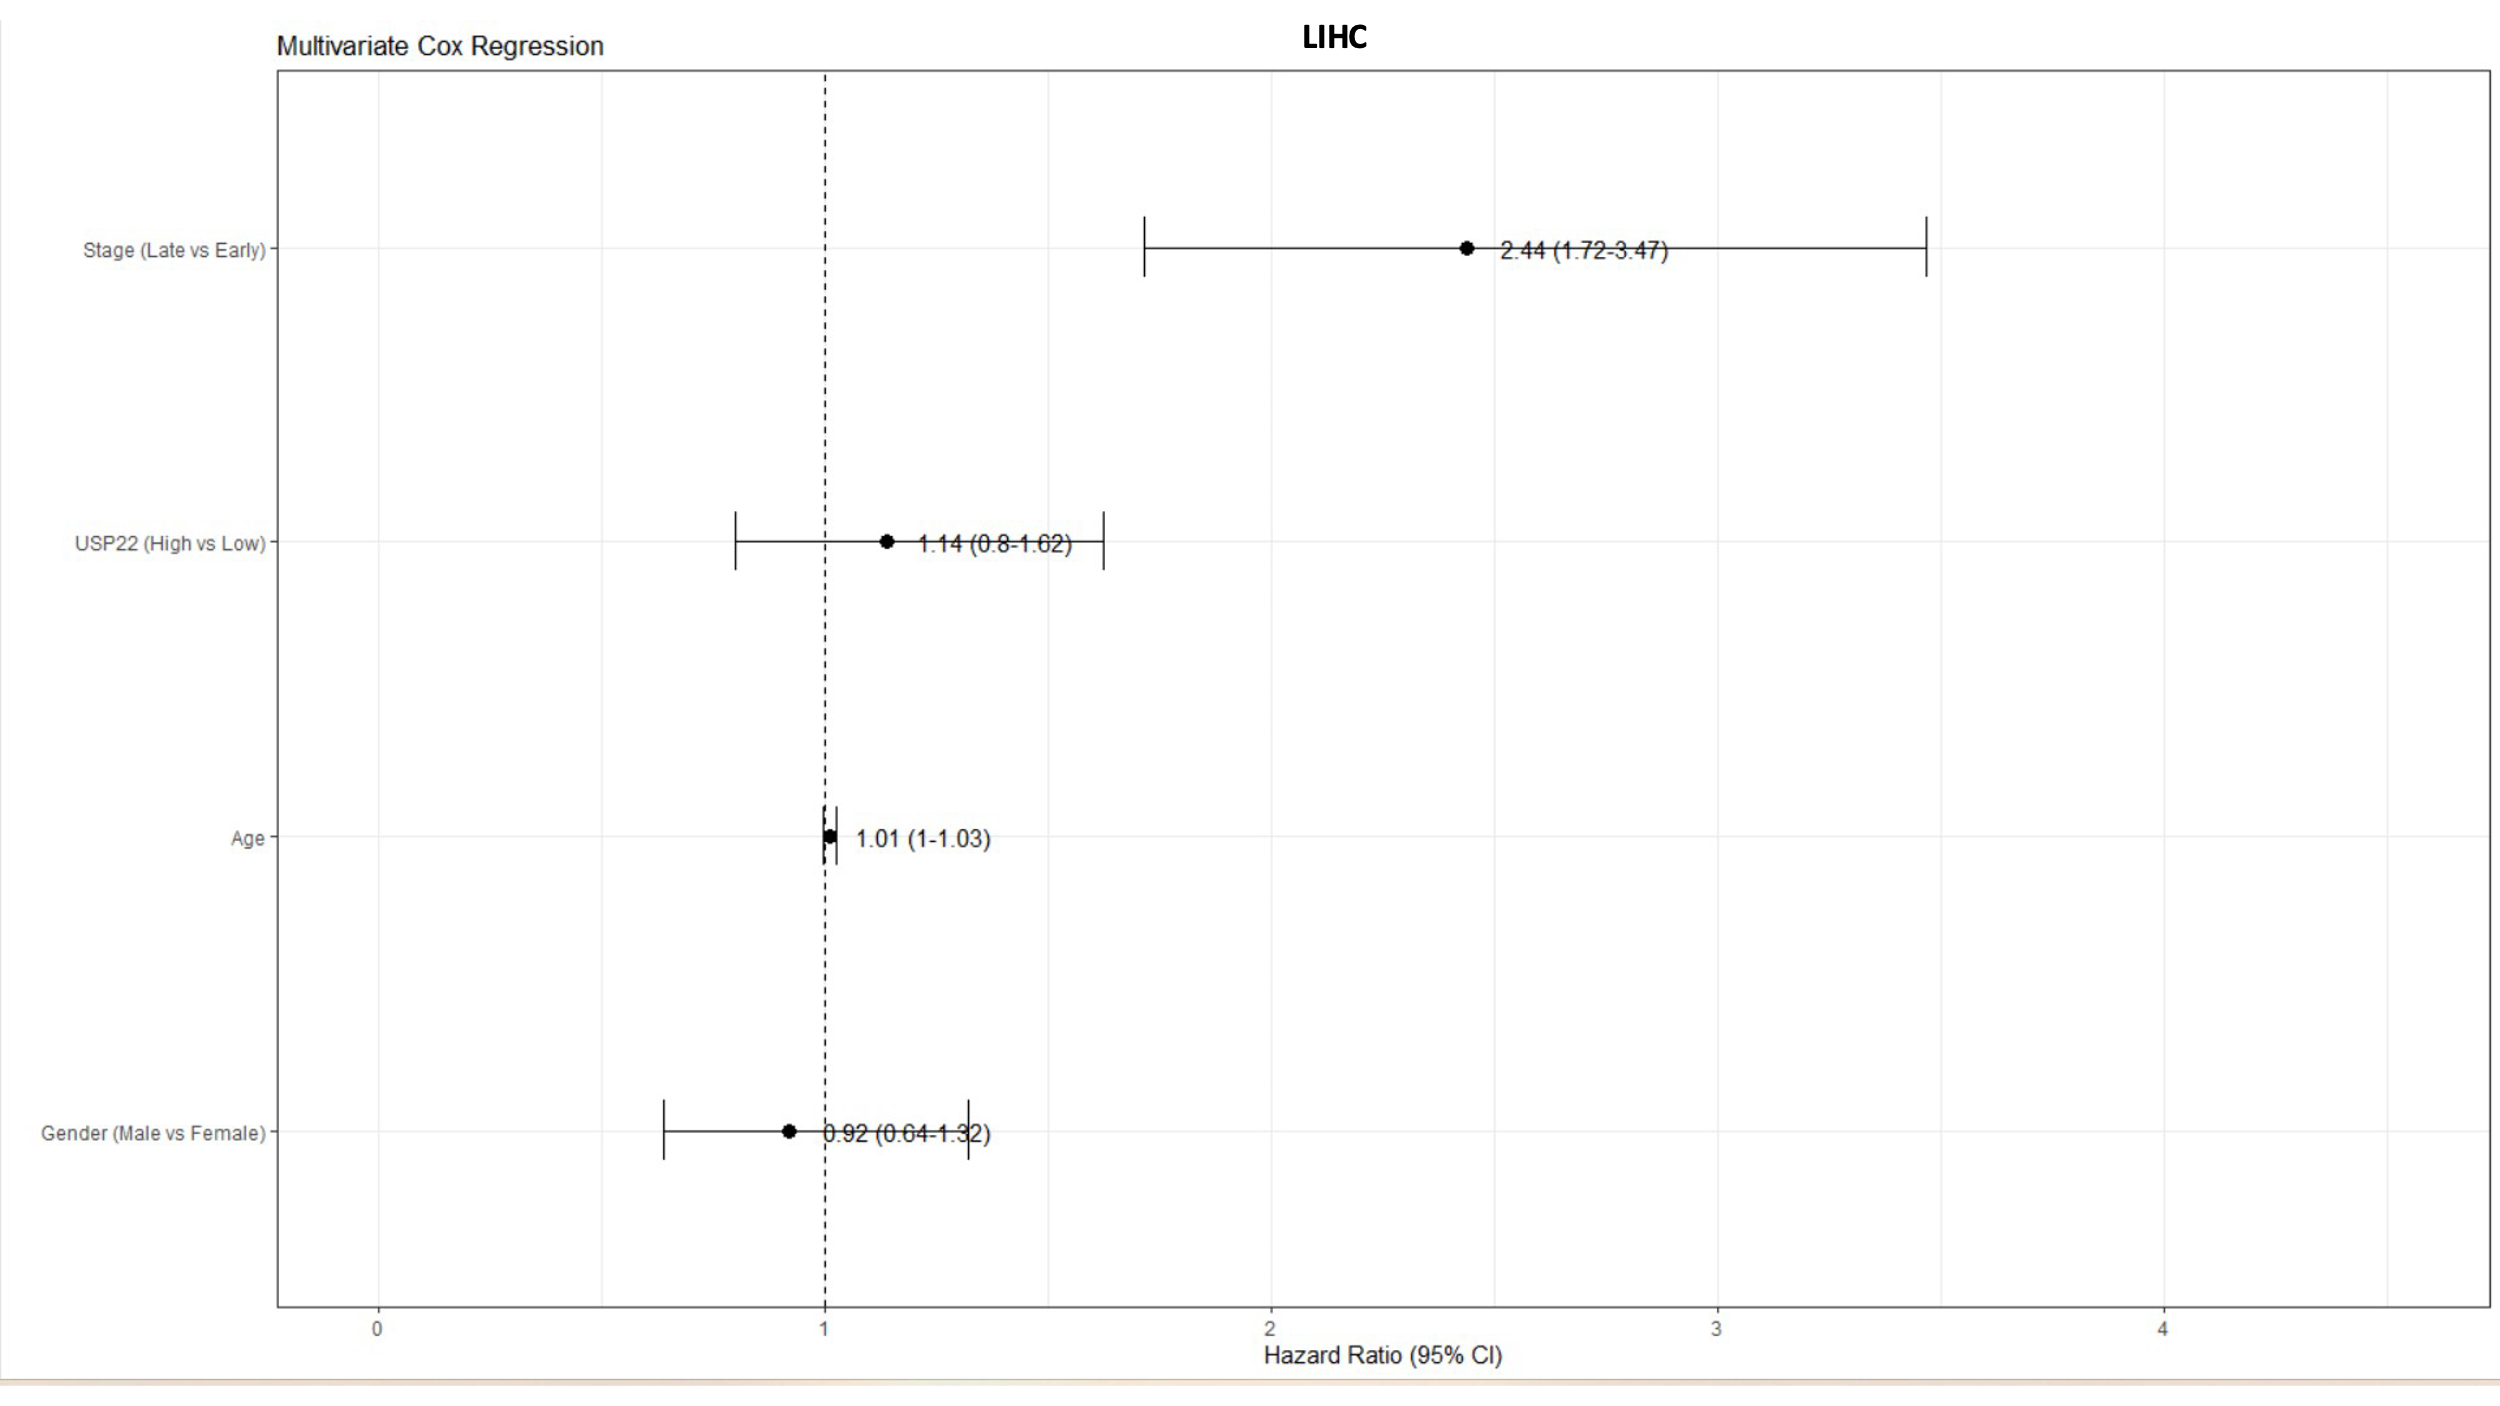 LIHC
Multivariate Cox Regression
Stage (Late vs Early)
2.44 (1.72-3.47)
USP22 (High vs Low)
1.14 (0.8-1.62)
Age
1.01 (1-1.03)
Gender (Male vs Female)
0.92 (0.64-1.32)
0 1 2 3 4
Hazard Ratio (95% CI)